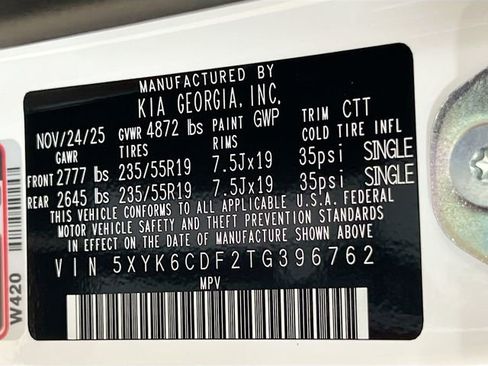 MANUFACTURED BY
KIA GEORGIA, INC.
NOV/24/25 GVWR 4872 lbs PAINT GWP TRIM CTT
GAWR TIRES RIMS COLD TIRE INFL
FRONT 2777 lbs 235/55R19 7.5Jx19 35psi SINGLE
REAR 2645 lbs 235/55R19 7.5Jx19 35psi SINGLE
THIS VEHICLE CONFORMS TO ALL APPLICABLE U.S.A. FEDERAL
MOTOR VEHICLE SAFETY AND THEFT PREVENTION STANDARDS
IN EFFECT ON THE DATE OF MANUFACTURE SHOWN ABOVE.
VIN 5XYK6CDF2TG396762
MPV
W420